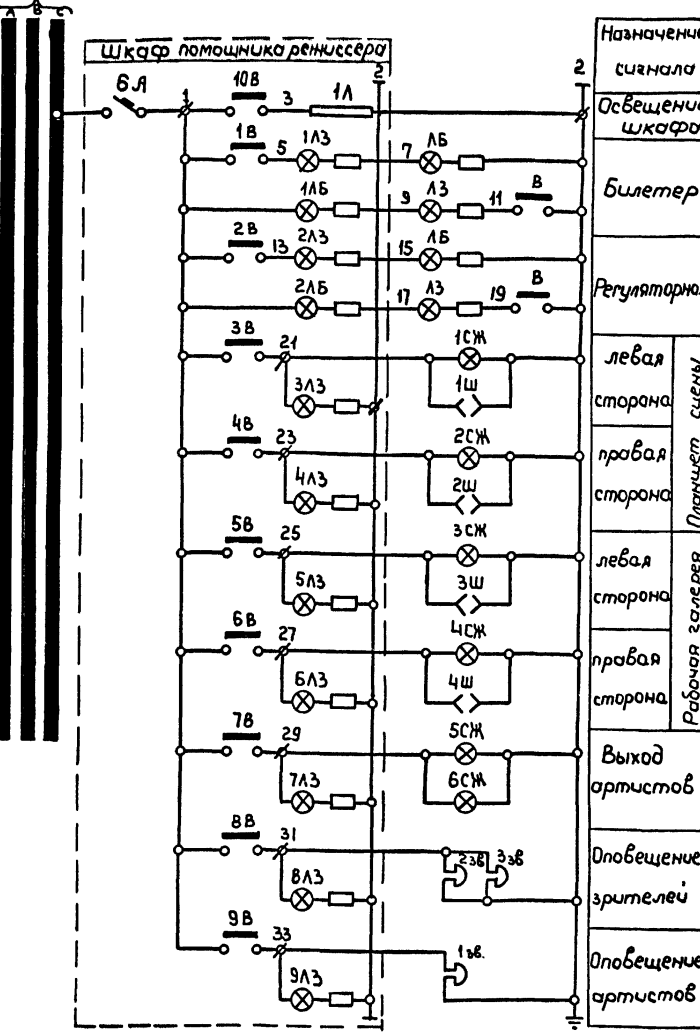 А В С
Шкаф помощника режиссера
2
2
Назначение
сигнала
6А 1 10В 3 1Л
Освещение
шкафа
1В 5 1ЛЗ 7 ЛБ
1ЛБ 9 ЛЗ 11 В
Билетер
2В 13 2ЛЗ 15 ЛБ
2ЛБ 17 ЛЗ 19 В
Регуляторная
3В 21 1СЖ
левая
3ЛЗ 1Ш
сторона
4В 23 2СЖ
правая
4ЛЗ 2Ш
сторона
Планшет сцены
5В 25 3СЖ
левая
5ЛЗ 3Ш
сторона
6В 27 4СЖ
правая
6ЛЗ 4Ш
сторона
Рабочая галерея
7В 29 5СЖ
Выход
7ЛЗ 6СЖ
артистов
8В 31 2зв 3зв
Оповещение
8ЛЗ
зрителей
9В 33 1зв.
Оповещение
9ЛЗ
артистов